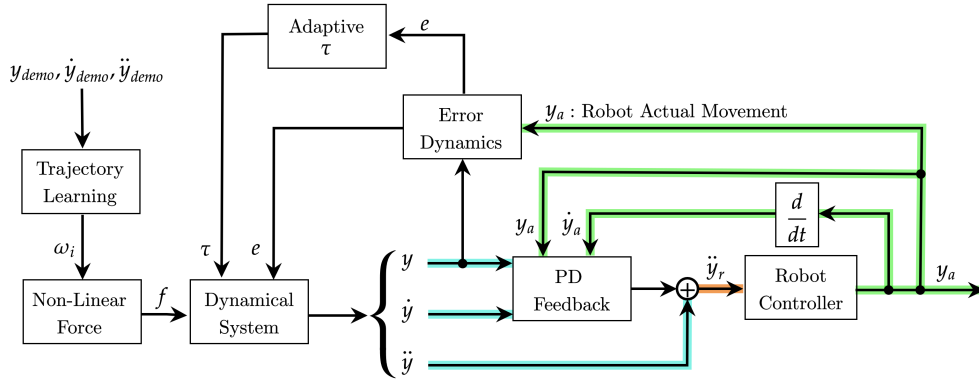 Adaptive
τ
e
y_demo, ẏ_demo, ÿ_demo
Error
Dynamics
y_a : Robot Actual Movement
Trajectory
Learning
d
dt
y_a
ẏ_a
ω_i
τ
e
y
PD
Feedback
ÿ_r
Robot
Controller
y_a
Non-Linear
Force
f
Dynamical
System
ẏ
ÿ